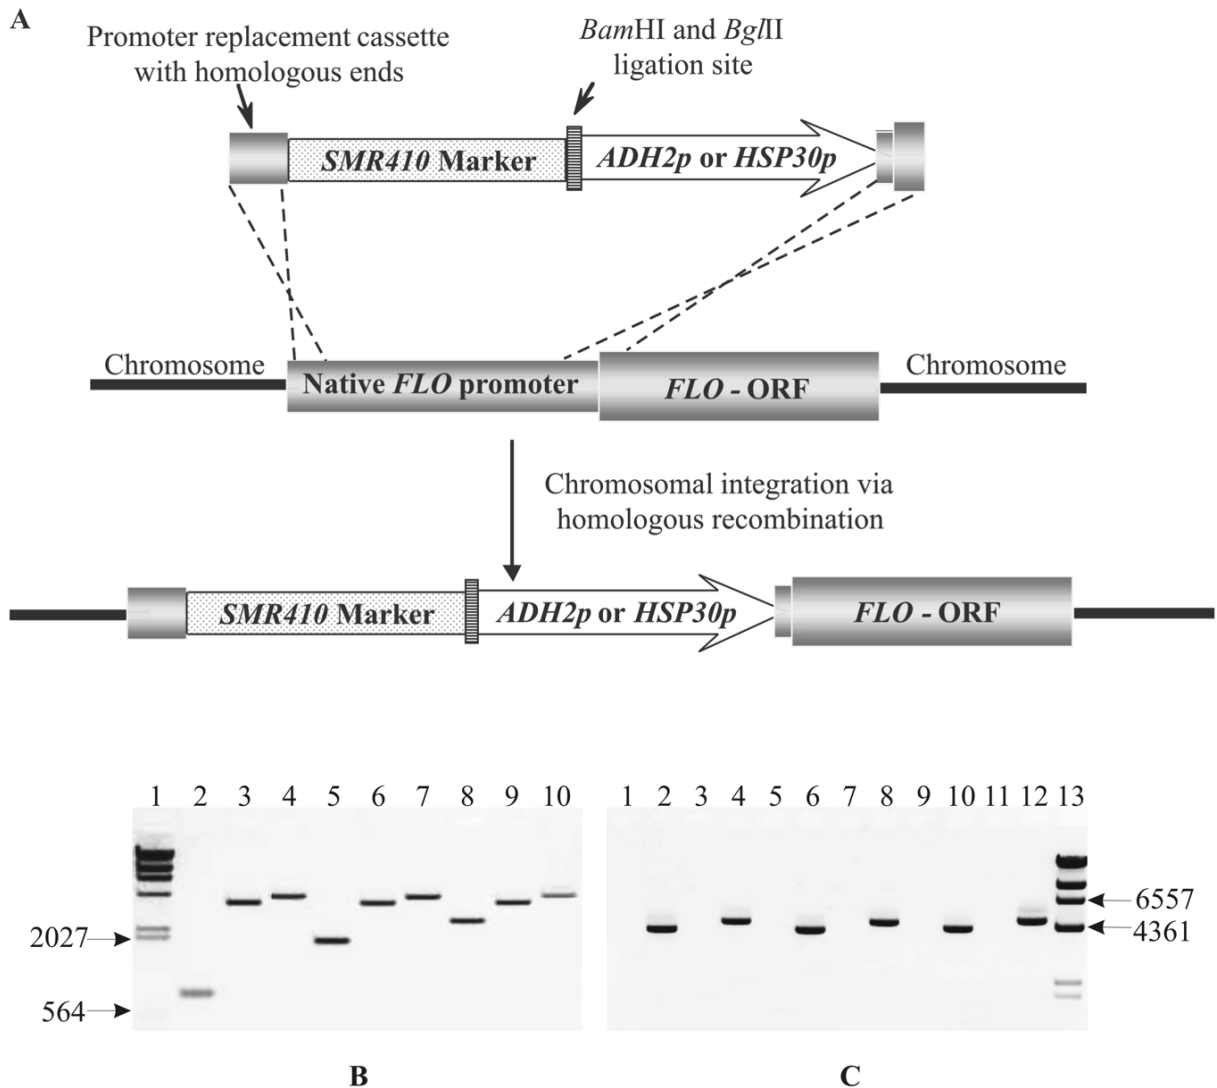 A
Promoter replacement cassette
with homologous ends
BamHI and BglII
ligation site
SMR410 Marker
ADH2p or HSP30p
Chromosome
Native FLO promoter
FLO - ORF
Chromosome
Chromosomal integration via
homologous recombination
SMR410 Marker
ADH2p or HSP30p
FLO - ORF
1 2 3 4 5 6 7 8 9 10
2027
564
B
1 2 3 4 5 6 7 8 9 10 11 12 13
6557
4361
C